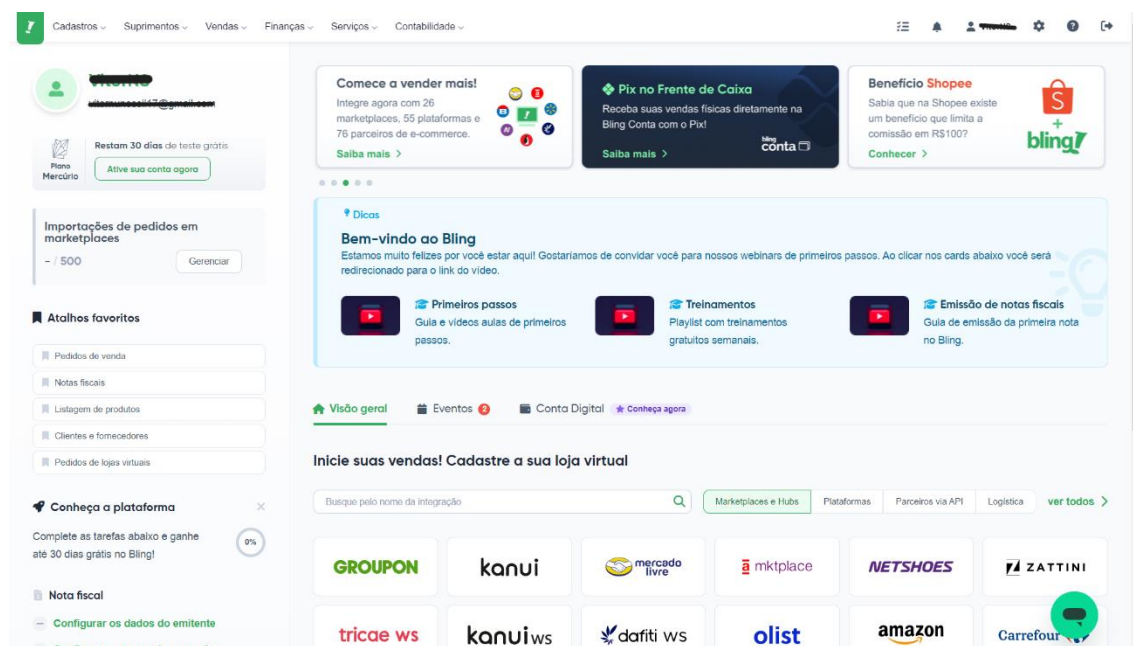 Cadastros
Suprimentos
Vendas
Finanças
Serviços
Contabilidade
Restam 30 dias de teste grátis
Plano
Mercúrio
Ative sua conta agora
Importações de pedidos em
marketplaces
- / 500
Gerenciar
Atalhos favoritos
Pedidos de venda
Notas fiscais
Listagem de produtos
Clientes e fornecedores
Pedidos de lojas virtuais
Conheça a plataforma
Complete as tarefas abaixo e ganhe
até 30 dias grátis no Bling!
0%
Nota fiscal
Configurar os dados do emitente
Comece a vender mais!
Integre agora com 26
marketplaces, 55 plataformas e
76 parceiros de e-commerce.
Saiba mais >
Pix no Frente de Caixa
Receba suas vendas físicas diretamente na
Bling Conta com o Pix!
Saiba mais >
bling
conta
Benefício Shopee
Sabia que na Shopee existe
um benefício que limita a
comissão em R$100?
Conhecer >
S
+
bling
Dicas
Bem-vindo ao Bling
Estamos muito felizes por você estar aqui! Gostaríamos de convidar você para nossos webinars de primeiros passos. Ao clicar nos cards abaixo você será
redirecionado para o link do vídeo.
Primeiros passos
Guia e vídeos aulas de primeiros
passos.
Treinamentos
Playlist com treinamentos
gratuitos semanais.
Emissão de notas fiscais
Guia de emissão da primeira nota
no Bling.
Visão geral
Eventos 2
Conta Digital
Conheça agora
Inicie suas vendas! Cadastre a sua loja virtual
Busque pelo nome da integração
Marketplaces e Hubs
Plataformas
Parceiros via API
Logística
ver todos >
GROUPON
kanui
mercado
livre
a mktplace
NETSHOES
ZATTINI
tricae ws
kanui ws
dafiti ws
olist
amazon
Carrefour